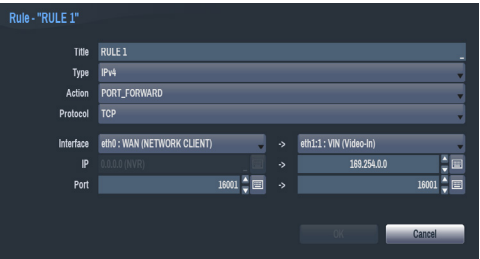 Rule - "RULE 1"
Title RULE 1
Type IPv4
Action PORT_FORWARD
Protocol TCP
Interface eth0 : WAN (NETWORK CLIENT) -> eth1:1 : VIN (Video-In)
IP 0.0.0.0 (NVR) -> 169.254.0.0
Port 16001 -> 16001
OK Cancel